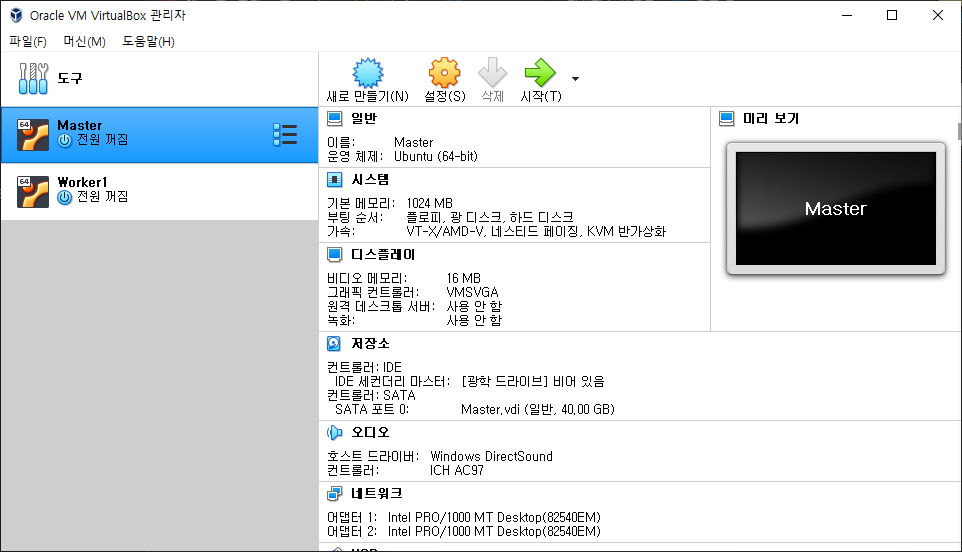 Oracle VM VirtualBox 관리자
파일(F) 머신(M) 도움말(H)
도구
새로 만들기(N) 설정(S) 삭제 시작(T)
64 Master
전원 꺼짐
64 Worker1
전원 꺼짐
일반
이름: Master
운영 체제: Ubuntu (64-bit)
미리 보기
Master
시스템
기본 메모리: 1024 MB
부팅 순서: 플로피, 광 디스크, 하드 디스크
가속: VT-X/AMD-V, 네스티드 페이징, KVM 반가상화
디스플레이
비디오 메모리: 16 MB
그래픽 컨트롤러: VMSVGA
원격 데스크톱 서버: 사용 안 함
녹화: 사용 안 함
저장소
컨트롤러: IDE
IDE 세컨더리 마스터: [광학 드라이브] 비어 있음
컨트롤러: SATA
SATA 포트 0: Master.vdi (일반, 40.00 GB)
오디오
호스트 드라이버: Windows DirectSound
컨트롤러: ICH AC97
네트워크
어댑터 1: Intel PRO/1000 MT Desktop(82540EM)
어댑터 2: Intel PRO/1000 MT Desktop(82540EM)